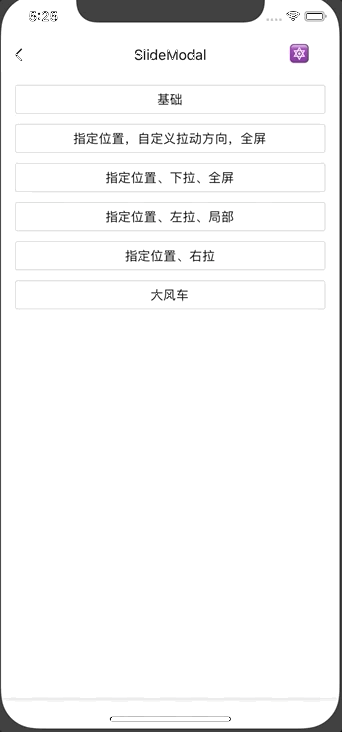 6:26
SlideModal
基础
指定位置，自定义拉动方向，全屏
指定位置、下拉、全屏
指定位置、左拉、局部
指定位置、右拉
大风车